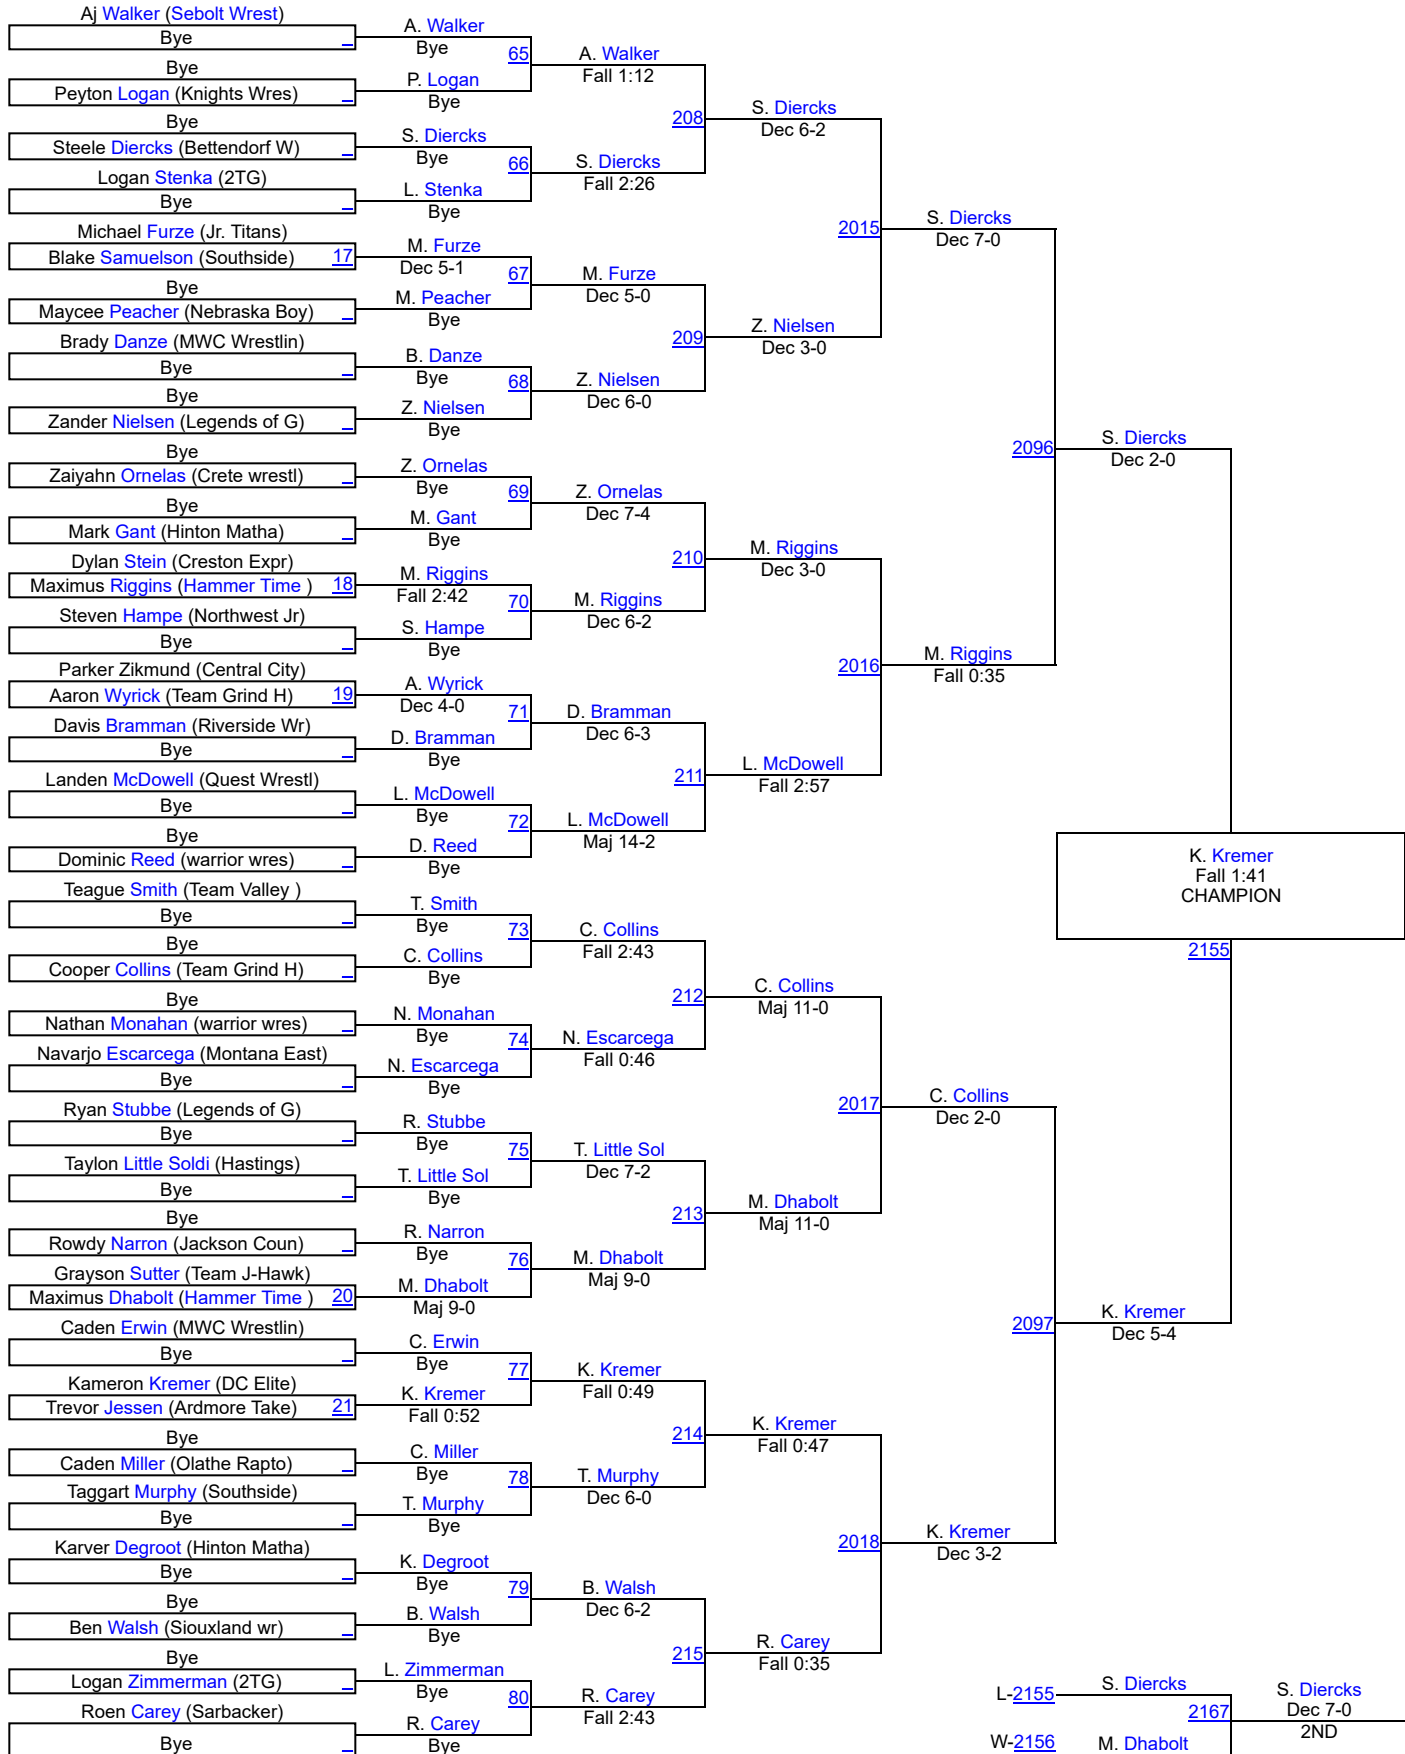 Aj Walker (Sebolt Wrest)
Bye
Bye
Peyton Logan (Knights Wres)
Bye
Steele Diercks (Bettendorf W)
Logan Stenka (2TG)
Bye
Michael Furze (Jr. Titans)
Blake Samuelson (Southside) 17
Bye
Maycee Peacher (Nebraska Boy)
Brady Danze (MWC Wrestlin)
Bye
Bye
Zander Nielsen (Legends of G)
Bye
Zaiyahn Ornelas (Crete wrestl)
Bye
Mark Gant (Hinton Matha)
Dylan Stein (Creston Expr)
Maximus Riggins (Hammer Time ) 18
Steven Hampe (Northwest Jr)
Bye
Parker Zikmund (Central City)
Aaron Wyrick (Team Grind H) 19
Davis Bramman (Riverside Wr)
Bye
Landen McDowell (Quest Wrestl)
Bye
Bye
Dominic Reed (warrior wres)
Teague Smith (Team Valley )
Bye
Bye
Cooper Collins (Team Grind H)
Bye
Nathan Monahan (warrior wres)
Navarjo Escarcega (Montana East)
Bye
Ryan Stubbe (Legends of G)
Bye
Taylon Little Soldi (Hastings)
Bye
Bye
Rowdy Narron (Jackson Coun)
Grayson Sutter (Team J-Hawk)
Maximus Dhabolt (Hammer Time ) 20
Caden Erwin (MWC Wrestlin)
Bye
Kameron Kremer (DC Elite)
Trevor Jessen (Ardmore Take) 21
Bye
Caden Miller (Olathe Rapto)
Taggart Murphy (Southside)
Bye
Karver Degroot (Hinton Matha)
Bye
Bye
Ben Walsh (Siouxland wr)
Bye
Logan Zimmerman (2TG)
Roen Carey (Sarbacker)
Bye
A. Walker
Bye
65
P. Logan
Bye
S. Diercks
Bye
66
L. Stenka
Bye
M. Furze
Dec 5-1
67
M. Peacher
Bye
B. Danze
Bye
68
Z. Nielsen
Bye
Z. Ornelas
Bye
69
M. Gant
Bye
M. Riggins
Fall 2:42
70
S. Hampe
Bye
A. Wyrick
Dec 4-0
71
D. Bramman
Bye
L. McDowell
Bye
72
D. Reed
Bye
T. Smith
Bye
73
C. Collins
Bye
N. Monahan
Bye
74
N. Escarcega
Bye
R. Stubbe
Bye
75
T. Little Sol
Bye
R. Narron
Bye
76
M. Dhabolt
Maj 9-0
C. Erwin
Bye
77
K. Kremer
Fall 0:52
C. Miller
Bye
78
T. Murphy
Bye
K. Degroot
Bye
79
B. Walsh
Bye
L. Zimmerman
Bye
80
R. Carey
Bye
A. Walker
Fall 1:12
208
S. Diercks
Fall 2:26
M. Furze
Dec 5-0
209
Z. Nielsen
Dec 6-0
Z. Ornelas
Dec 7-4
210
M. Riggins
Dec 6-2
D. Bramman
Dec 6-3
211
L. McDowell
Maj 14-2
C. Collins
Fall 2:43
212
N. Escarcega
Fall 0:46
T. Little Sol
Dec 7-2
213
M. Dhabolt
Maj 9-0
K. Kremer
Fall 0:49
214
T. Murphy
Dec 6-0
B. Walsh
Dec 6-2
215
R. Carey
Fall 2:43
S. Diercks
Dec 6-2
2015
Z. Nielsen
Dec 3-0
M. Riggins
Dec 3-0
2016
L. McDowell
Fall 2:57
C. Collins
Maj 11-0
2017
M. Dhabolt
Maj 11-0
K. Kremer
Fall 0:47
2018
R. Carey
Fall 0:35
S. Diercks
Dec 7-0
2096
M. Riggins
Fall 0:35
C. Collins
Dec 2-0
2097
K. Kremer
Dec 3-2
S. Diercks
Dec 2-0
K. Kremer
Fall 1:41
CHAMPION
2155
K. Kremer
Dec 5-4
L-2155
S. Diercks
2167
W-2156
M. Dhabolt
S. Diercks
Dec 7-0
2ND